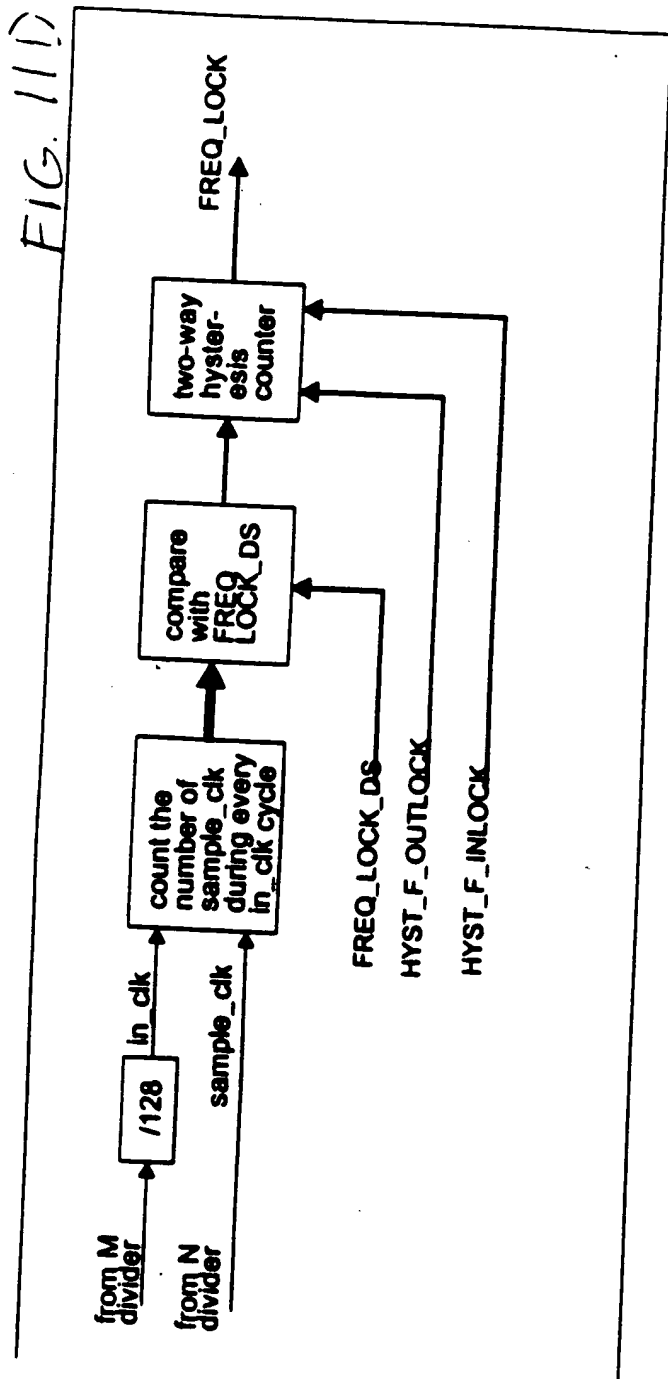 FIG. 11D
from M
divider
/128
in_clk
from N
divider
sample_clk
count the
number of
sample_clk
during every
in_clk cycle
compare
with
FREQ
LOCK_DS
two-way
hyster-
esis
counter
FREQ_LOCK
FREQ_LOCK_DS
HYST_F_OUTLOCK
HYST_F_INLOCK